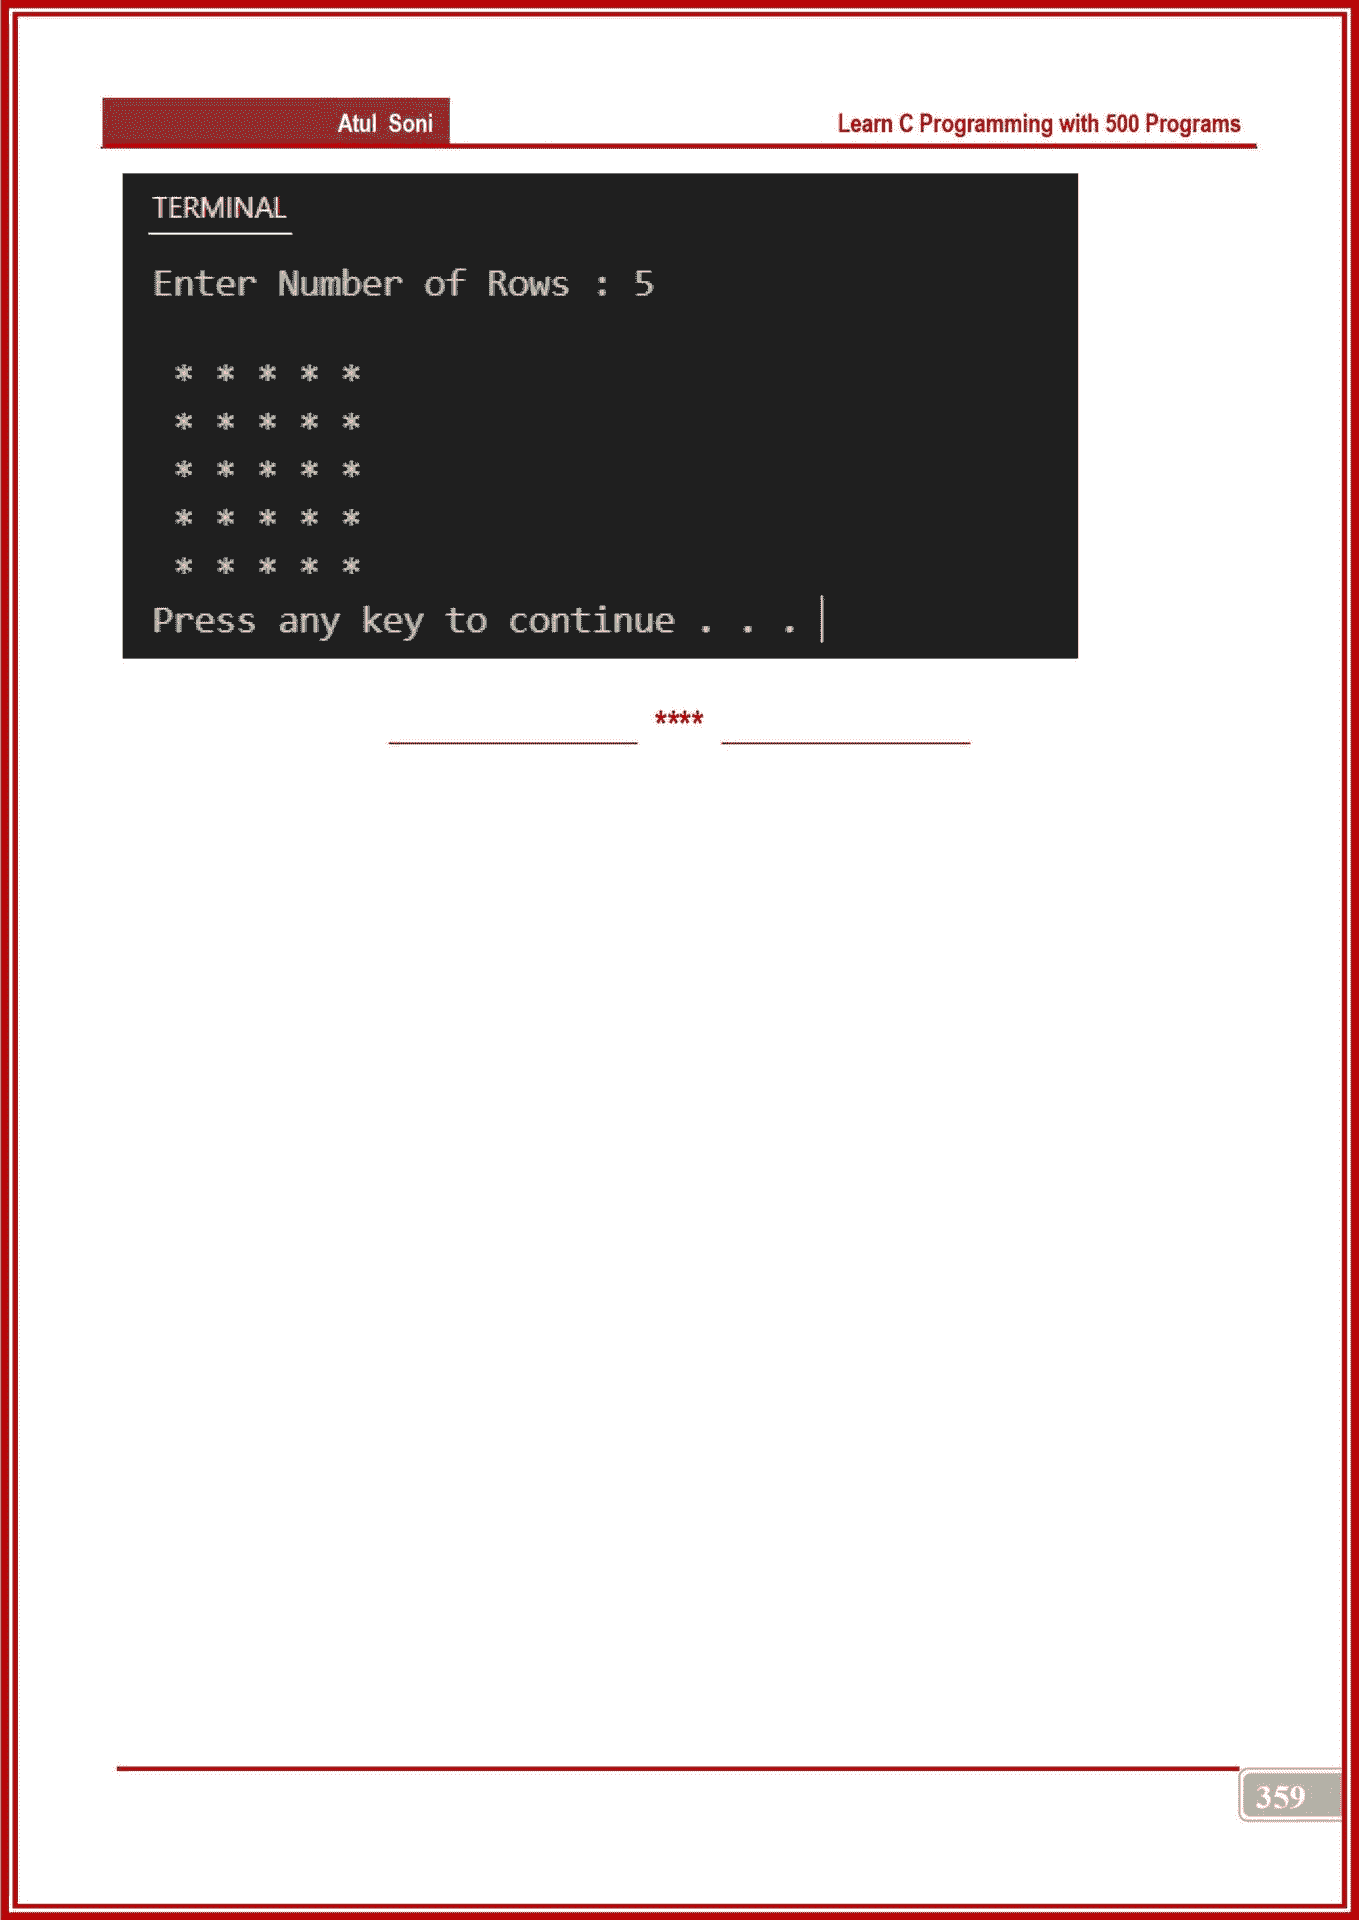 Atul Soni
Learn C Programming with 500 Programs
TERMINAL
Enter Number of Rows : 5
* * * * *
* * * * *
* * * * *
* * * * *
* * * * *
Press any key to continue . . .
****
359